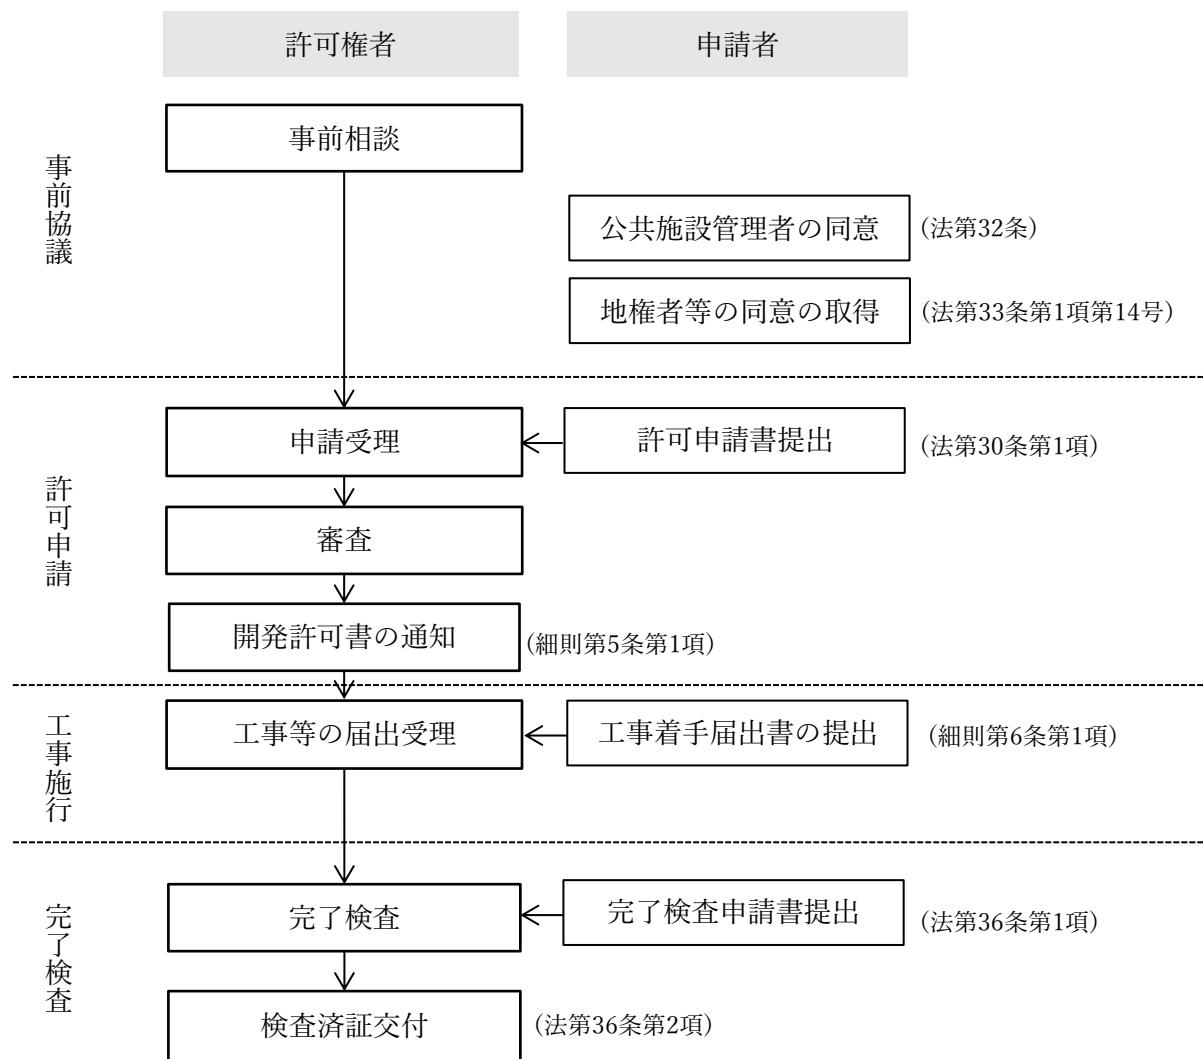 許可権者
申請者
事前協議
事前相談
公共施設管理者の同意
(法第32条)
地権者等の同意の取得
(法第33条第1項第14号)
許可申請
申請受理
許可申請書提出
(法第30条第1項)
審査
開発許可書の通知
(細則第5条第1項)
工事施行
工事等の届出受理
工事着手届出書の提出
(細則第6条第1項)
完了検査
完了検査
完了検査申請書提出
(法第36条第1項)
検査済証交付
(法第36条第2項)